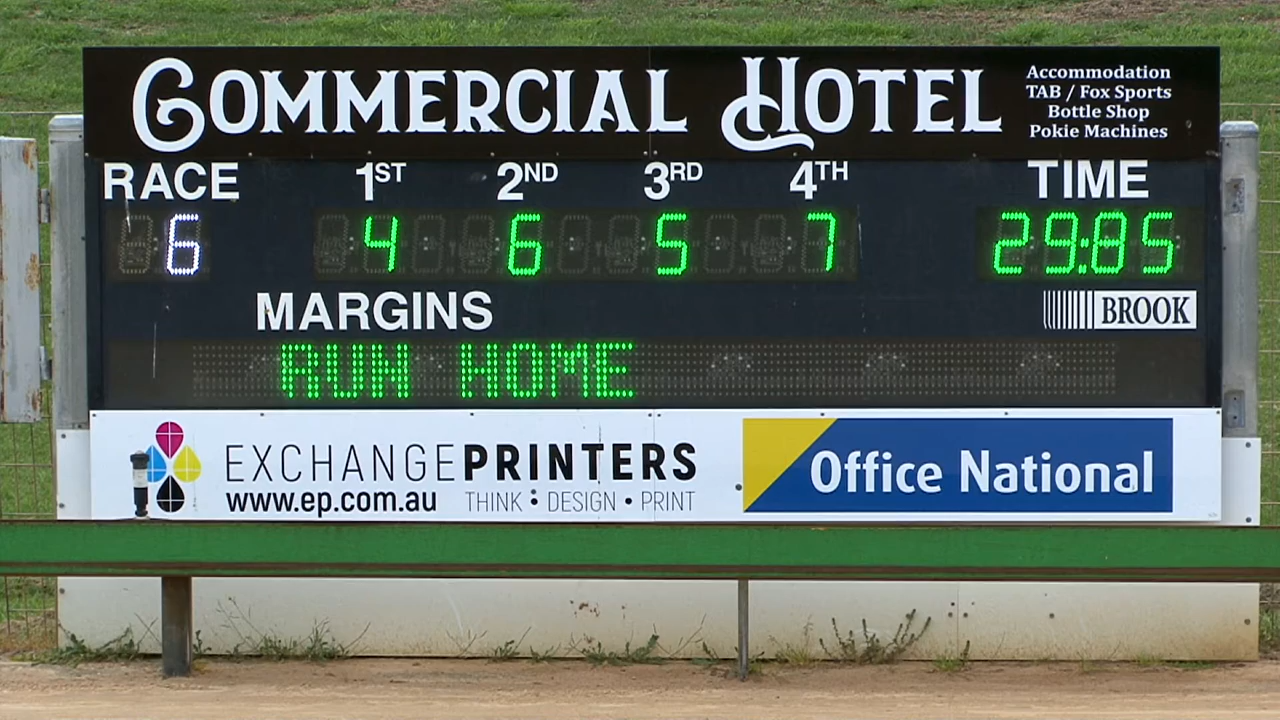 COMMERCIAL HOTEL
Accommodation
TAB / Fox Sports
Bottle Shop
Pokie Machines
RACE 1ST 2ND 3RD 4TH TIME
6 4 6 5 7 29:85
MARGINS
BROOK
RUN HOME
EXCHANGEPRINTERS
www.ep.com.au THINK : DESIGN • PRINT
Office National